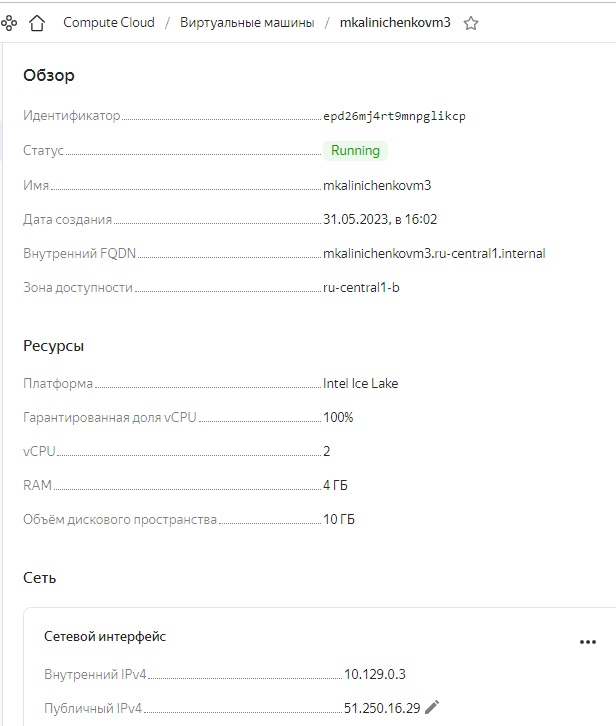 Compute Cloud / Виртуальные машины / mkalinichenkovm3
Обзор
Идентификатор epd26mj4rt9mnpglikcp
Статус Running
Имя mkalinichenkovm3
Дата создания 31.05.2023, в 16:02
Внутренний FQDN mkalinichenkovm3.ru-central1.internal
Зона доступности ru-central1-b
Ресурсы
Платформа Intel Ice Lake
Гарантированная доля vCPU 100%
vCPU 2
RAM 4 ГБ
Объём дискового пространства 10 ГБ
Сеть
Сетевой интерфейс
Внутренний IPv4 10.129.0.3
Публичный IPv4 51.250.16.29